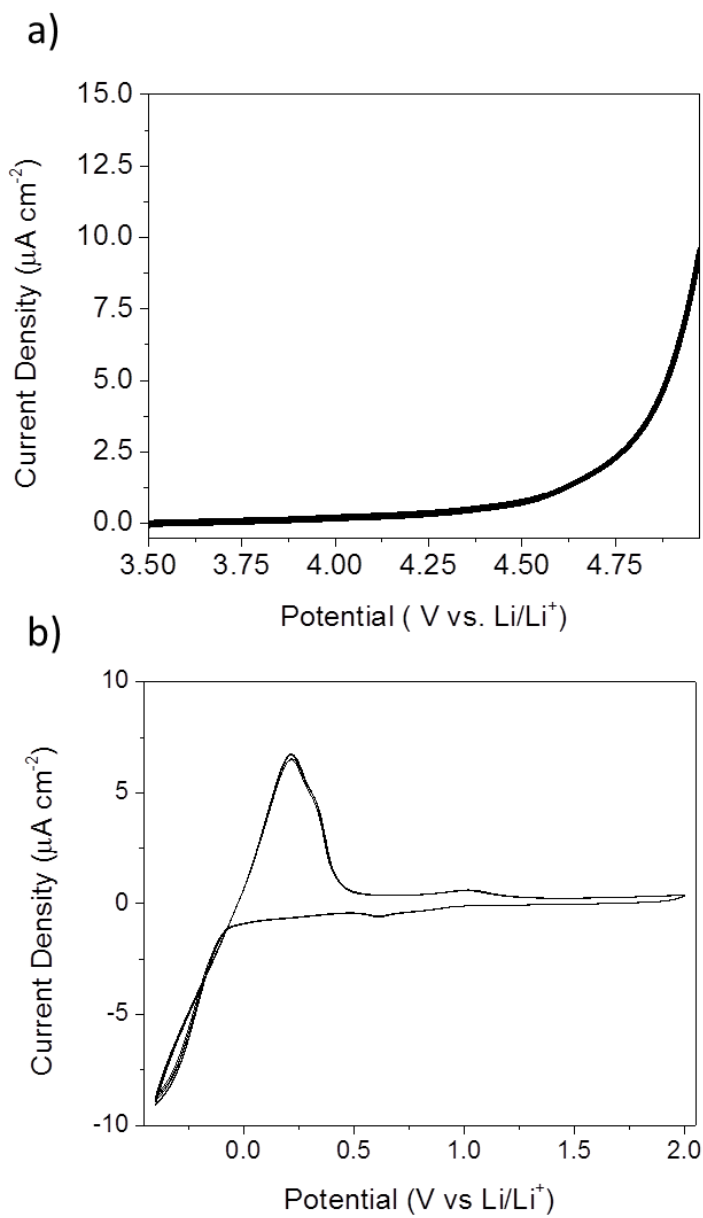 a)
15.0
12.5
10.0
7.5
5.0
2.5
0.0
Current Density (μA cm⁻²)
3.50 3.75 4.00 4.25 4.50 4.75
Potential ( V vs. Li/Li⁺)
b)
10
5
0
-5
-10
Current Density (μA cm⁻²)
0.0 0.5 1.0 1.5 2.0
Potential (V vs Li/Li⁺)